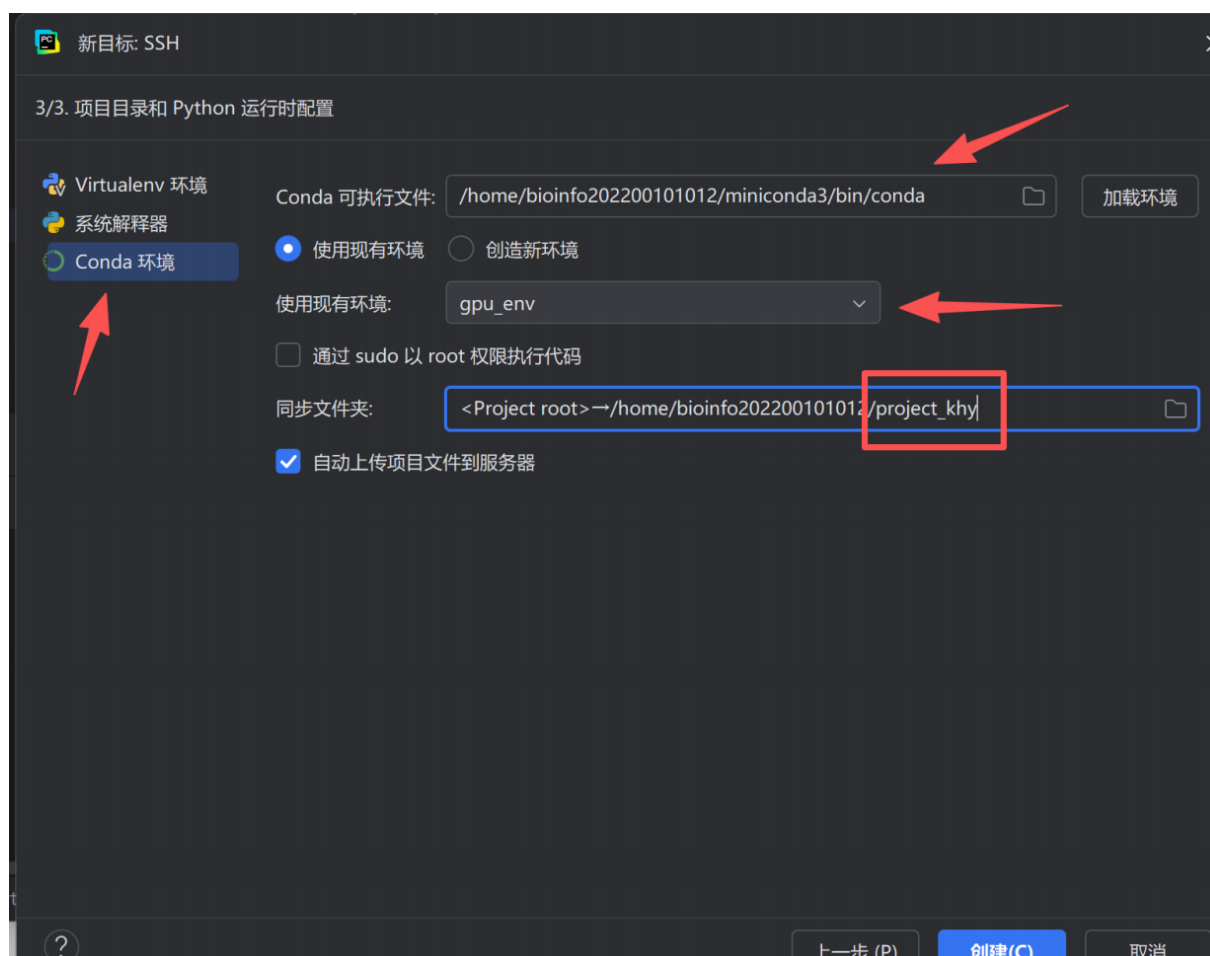 PC
新目标: SSH
3/3. 项目目录和 Python 运行时配置
Virtualenv 环境
系统解释器
Conda 环境
Conda 可执行文件: /home/bioinfo202200101012/miniconda3/bin/conda 加载环境
使用现有环境 创造新环境
使用现有环境: gpu_env
通过 sudo 以 root 权限执行代码
同步文件夹: <Project root>→/home/bioinfo202200101012/project_khy
自动上传项目文件到服务器
? 上一步 (P) 创建(C) 取消